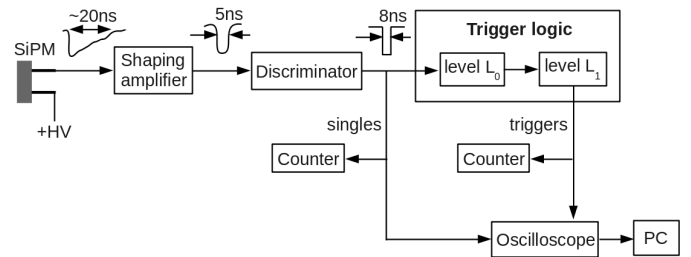 ~20ns
5ns
8ns
Trigger logic
SiPM
Shaping
amplifier
Discriminator
level L₀
level L₁
+HV
singles
triggers
Counter
Counter
Oscilloscope
PC